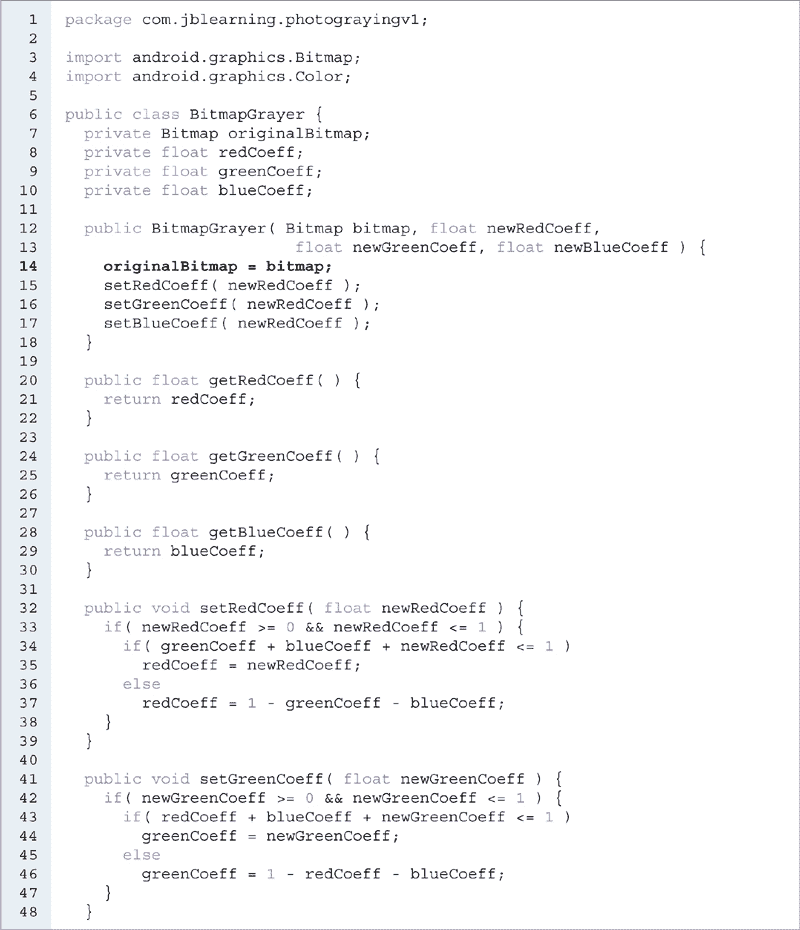 1 package com.jblearning.photograyingv1;
2
3 import android.graphics.Bitmap;
4 import android.graphics.Color;
5
6 public class BitmapGrayer {
7   private Bitmap originalBitmap;
8   private float redCoeff;
9   private float greenCoeff;
10   private float blueCoeff;
11
12   public BitmapGrayer( Bitmap bitmap, float newRedCoeff,
13                         float newGreenCoeff, float newBlueCoeff ) {
14     originalBitmap = bitmap;
15     setRedCoeff( newRedCoeff );
16     setGreenCoeff( newRedCoeff );
17     setBlueCoeff( newRedCoeff );
18   }
19
20   public float getRedCoeff( ) {
21     return redCoeff;
22   }
23
24   public float getGreenCoeff( ) {
25     return greenCoeff;
26   }
27
28   public float getBlueCoeff( ) {
29     return blueCoeff;
30   }
31
32   public void setRedCoeff( float newRedCoeff ) {
33     if( newRedCoeff >= 0 && newRedCoeff <= 1 ) {
34       if( greenCoeff + blueCoeff + newRedCoeff <= 1 )
35         redCoeff = newRedCoeff;
36       else
37         redCoeff = 1 - greenCoeff - blueCoeff;
38     }
39   }
40
41   public void setGreenCoeff( float newGreenCoeff ) {
42     if( newGreenCoeff >= 0 && newGreenCoeff <= 1 ) {
43       if( redCoeff + blueCoeff + newGreenCoeff <= 1 )
44         greenCoeff = newGreenCoeff;
45       else
46         greenCoeff = 1 - redCoeff - blueCoeff;
47     }
48   }